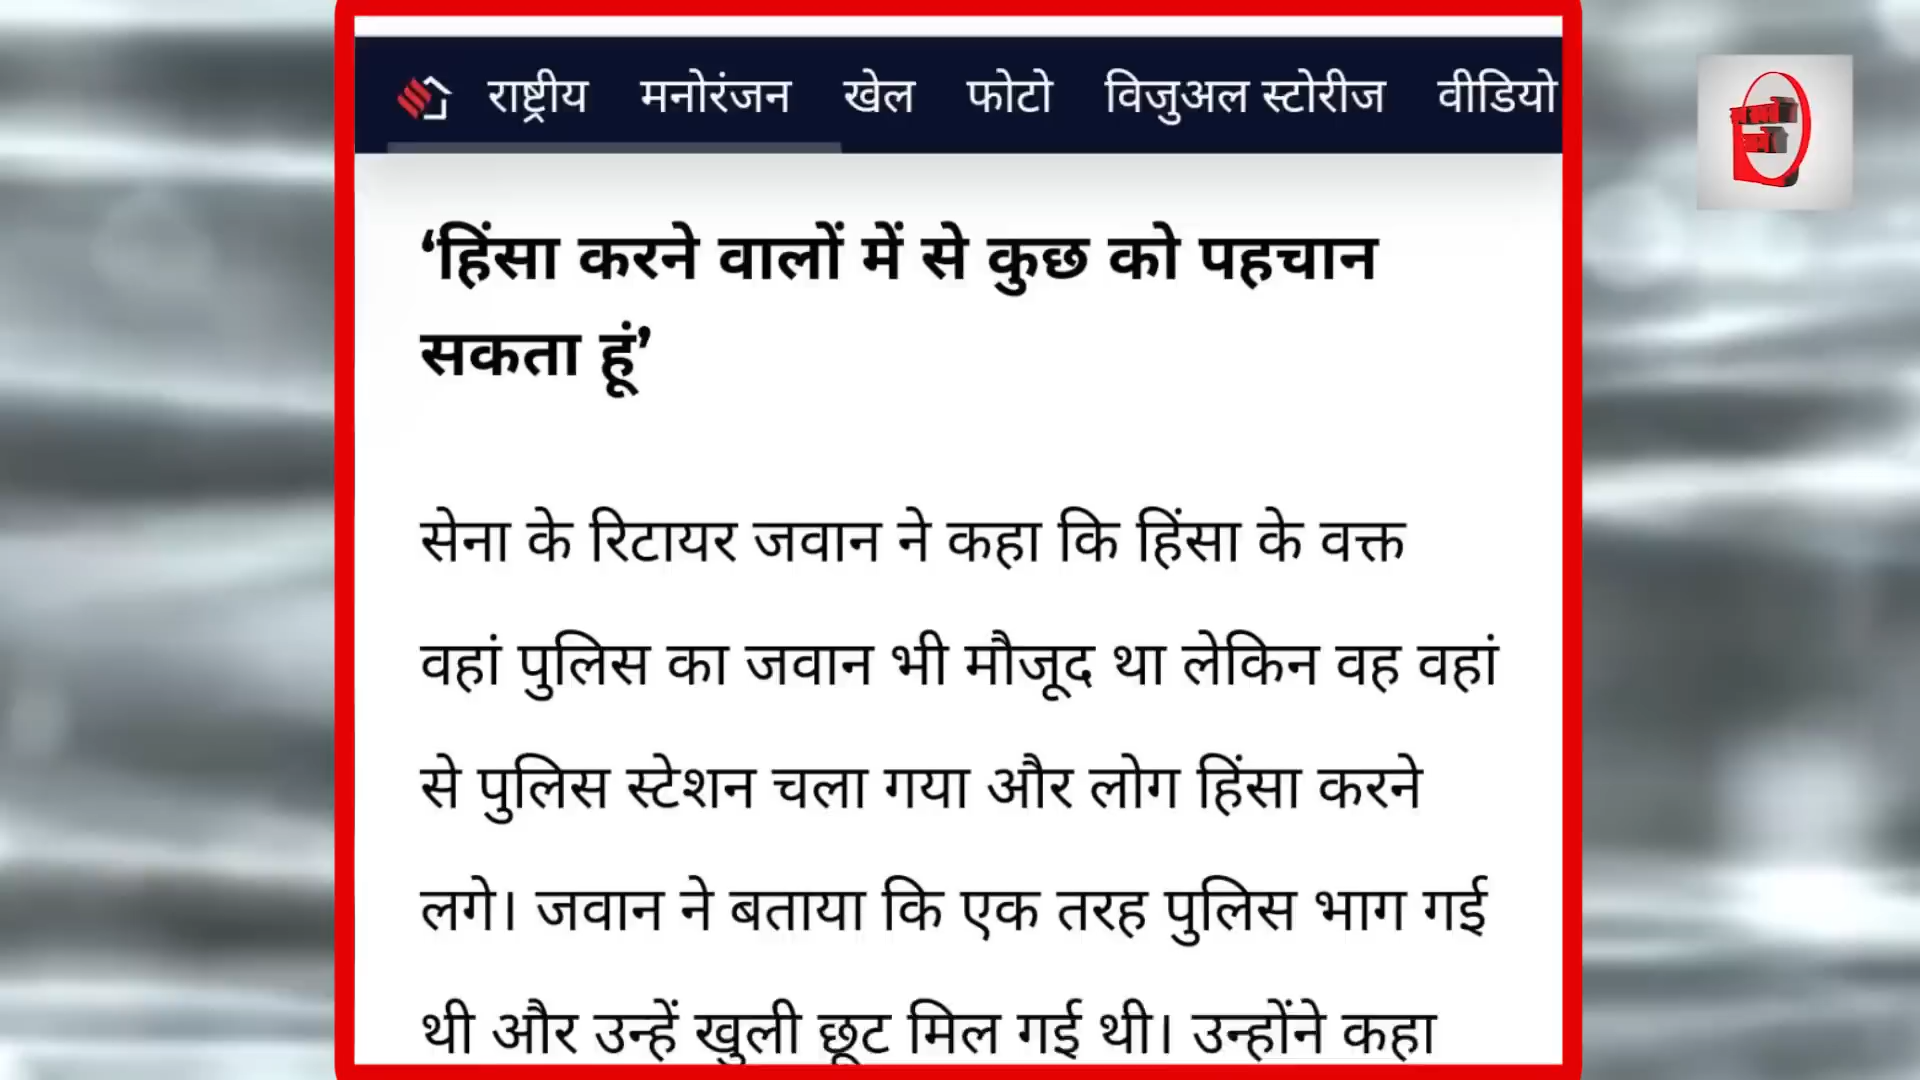 राष्ट्रीय मनोरंजन खेल फोटो विजुअल स्टोरीज वीडियो
‘हिंसा करने वालों में से कुछ को पहचान
सकता हूं’
सेना के रिटायर जवान ने कहा कि हिंसा के वक्त
वहां पुलिस का जवान भी मौजूद था लेकिन वह वहां
से पुलिस स्टेशन चला गया और लोग हिंसा करने
लगे। जवान ने बताया कि एक तरह पुलिस भाग गई
थी और उन्हें खुली छूट मिल गई थी। उन्होंने कहा